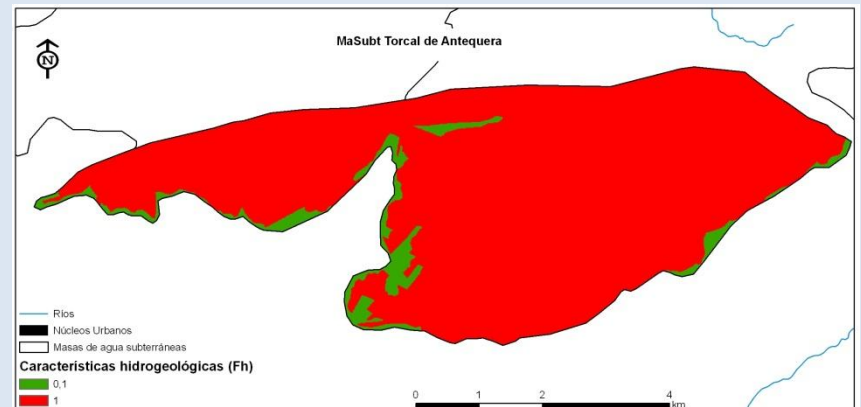 MaSubt Torcal de Antequera
N
Ríos
Núcleos Urbanos
Masas de agua subterráneas
Características hidrogeológicas (Fh)
0,1
1
0 1 2 4
km